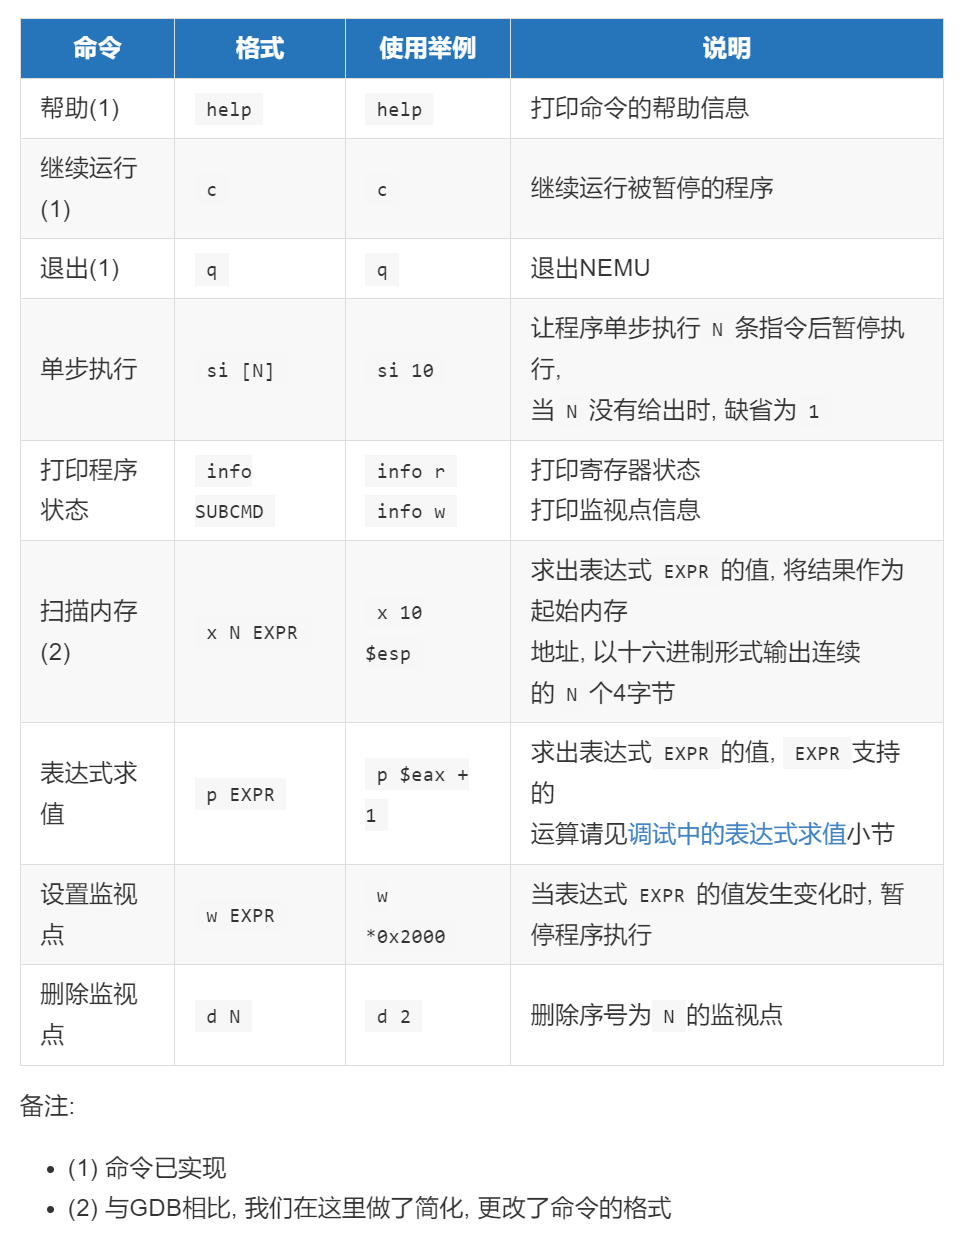 命令 格式 使用举例 说明
帮助(1) help help 打印命令的帮助信息
继续运行
(1)
c c 继续运行被暂停的程序
退出(1) q q 退出NEMU
单步执行 si [N] si 10
让程序单步执行 N 条指令后暂停执
行,
当 N 没有给出时, 缺省为 1
打印程序
状态
info
SUBCMD
info r
info w
打印寄存器状态
打印监视点信息
扫描内存
(2)
x N EXPR
x 10
$esp
求出表达式 EXPR 的值, 将结果作为
起始内存
地址, 以十六进制形式输出连续
的 N 个4字节
表达式求
值
p EXPR
p $eax +
1
求出表达式 EXPR 的值, EXPR 支持
的
运算请见调试中的表达式求值小节
设置监视
点
w EXPR
w
*0x2000
当表达式 EXPR 的值发生变化时, 暂
停程序执行
删除监视
点
d N d 2 删除序号为 N 的监视点
备注:
• (1) 命令已实现
• (2) 与GDB相比, 我们在这里做了简化, 更改了命令的格式